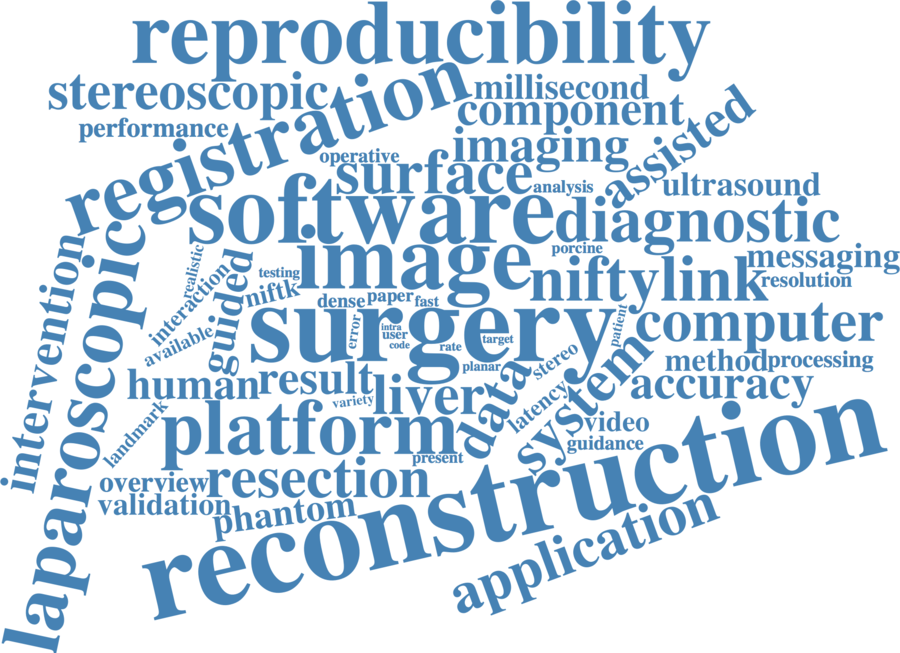 reproducibility
stereoscopic
registration
millisecond
component
performance
imaging
assisted
operative
surface
analysis
ultrasound
software
diagnostic
laparoscopic
intervention
realistic
interaction
guided
testing
image
porcine
messaging
niftylink
resolution
niftk
dense
paper
fast
surgery
error
intra
user
code
rate
target
patient
computer
available
planar
stereo
method
processing
human
result
liver
variety
data
latency
system
accuracy
landmark
platform
video
guidance
present
overview
resection
validation
phantom
reconstruction
application